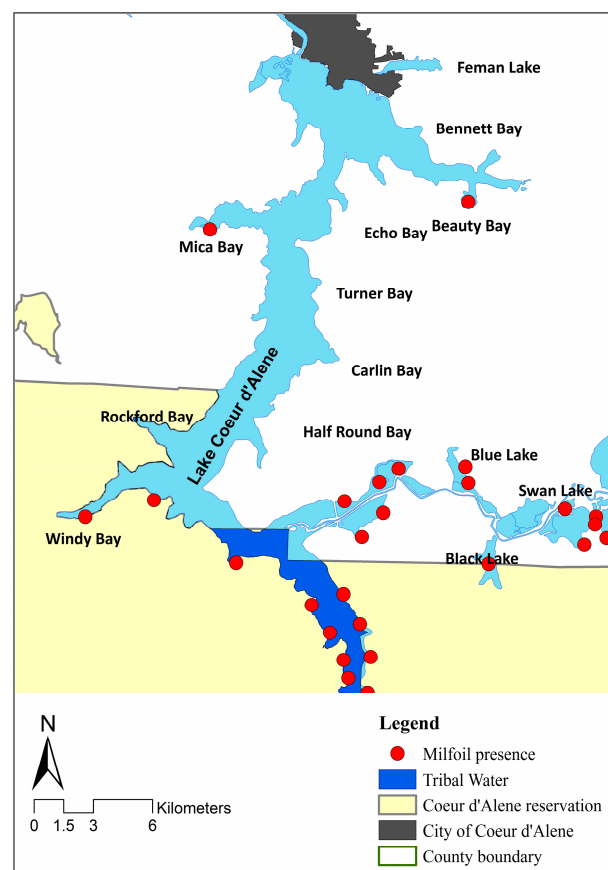 Feman Lake
Bennett Bay
Echo Bay
Beauty Bay
Mica Bay
Turner Bay
Carlin Bay
Lake Coeur d'Alene
Rockford Bay
Half Round Bay
Blue Lake
Swan Lake
Windy Bay
Black Lake
N
Kilometers
0 1.5 3 6
Legend
Milfoil presence
Tribal Water
Coeur d'Alene reservation
City of Coeur d'Alene
County boundary